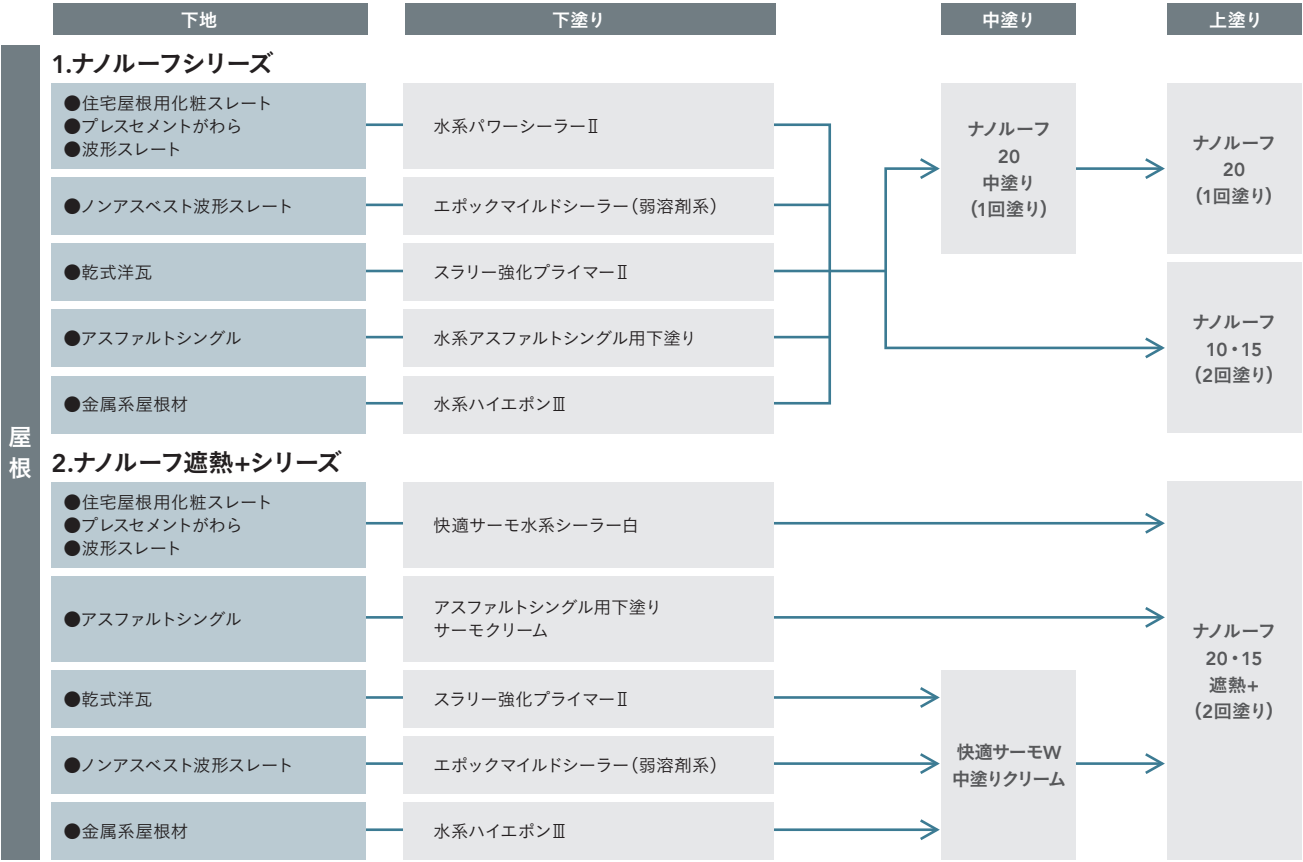 下地 下塗り 中塗り 上塗り
屋根
1.ナノルーフシリーズ
●住宅屋根用化粧スレート
●プレスセメントがわら
●波形スレート
水系パワーシーラーⅡ
●ノンアスベスト波形スレート
エポックマイルドシーラー(弱溶剤系)
●乾式洋瓦
スラリー強化プライマーⅡ
●アスファルトシングル
水系アスファルトシングル用下塗り
●金属系屋根材
水系ハイエポンⅢ
ナノルーフ
20
中塗り
(1回塗り)
ナノルーフ
20
(1回塗り)
ナノルーフ
10・15
(2回塗り)
2.ナノルーフ遮熱+シリーズ
●住宅屋根用化粧スレート
●プレスセメントがわら
●波形スレート
快適サーモ水系シーラー白
●アスファルトシングル
アスファルトシングル用下塗り
サーモクリーム
●乾式洋瓦
スラリー強化プライマーⅡ
●ノンアスベスト波形スレート
エポックマイルドシーラー(弱溶剤系)
●金属系屋根材
水系ハイエポンⅢ
快適サーモW
中塗りクリーム
ナノルーフ
20・15
遮熱+
(2回塗り)